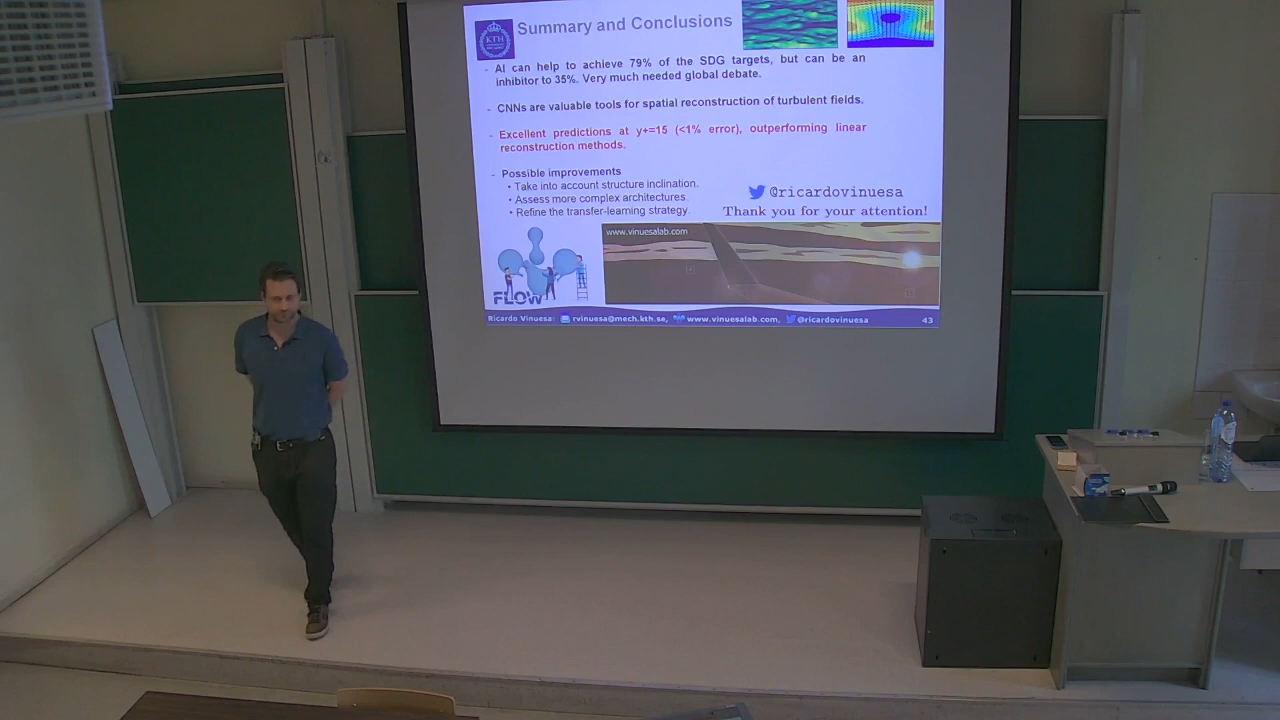 KTH
Summary and Conclusions
- AI can help to achieve 79% of the SDG targets, but can be an
inhibitor to 35%. Very much needed global debate.
- CNNs are valuable tools for spatial reconstruction of turbulent fields.
- Excellent predictions at y+=15 (<1% error), outperforming linear
reconstruction methods.
- Possible improvements
• Take into account structure inclination.
• Assess more complex architectures.
• Refine the transfer-learning strategy.
@ricardovinuesa
Thank you for your attention!
www.vinuesalab.com
FLOW
Ricardo Vinuesa: rvinuesa@mech.kth.se, www.vinuesalab.com, @ricardovinuesa 43